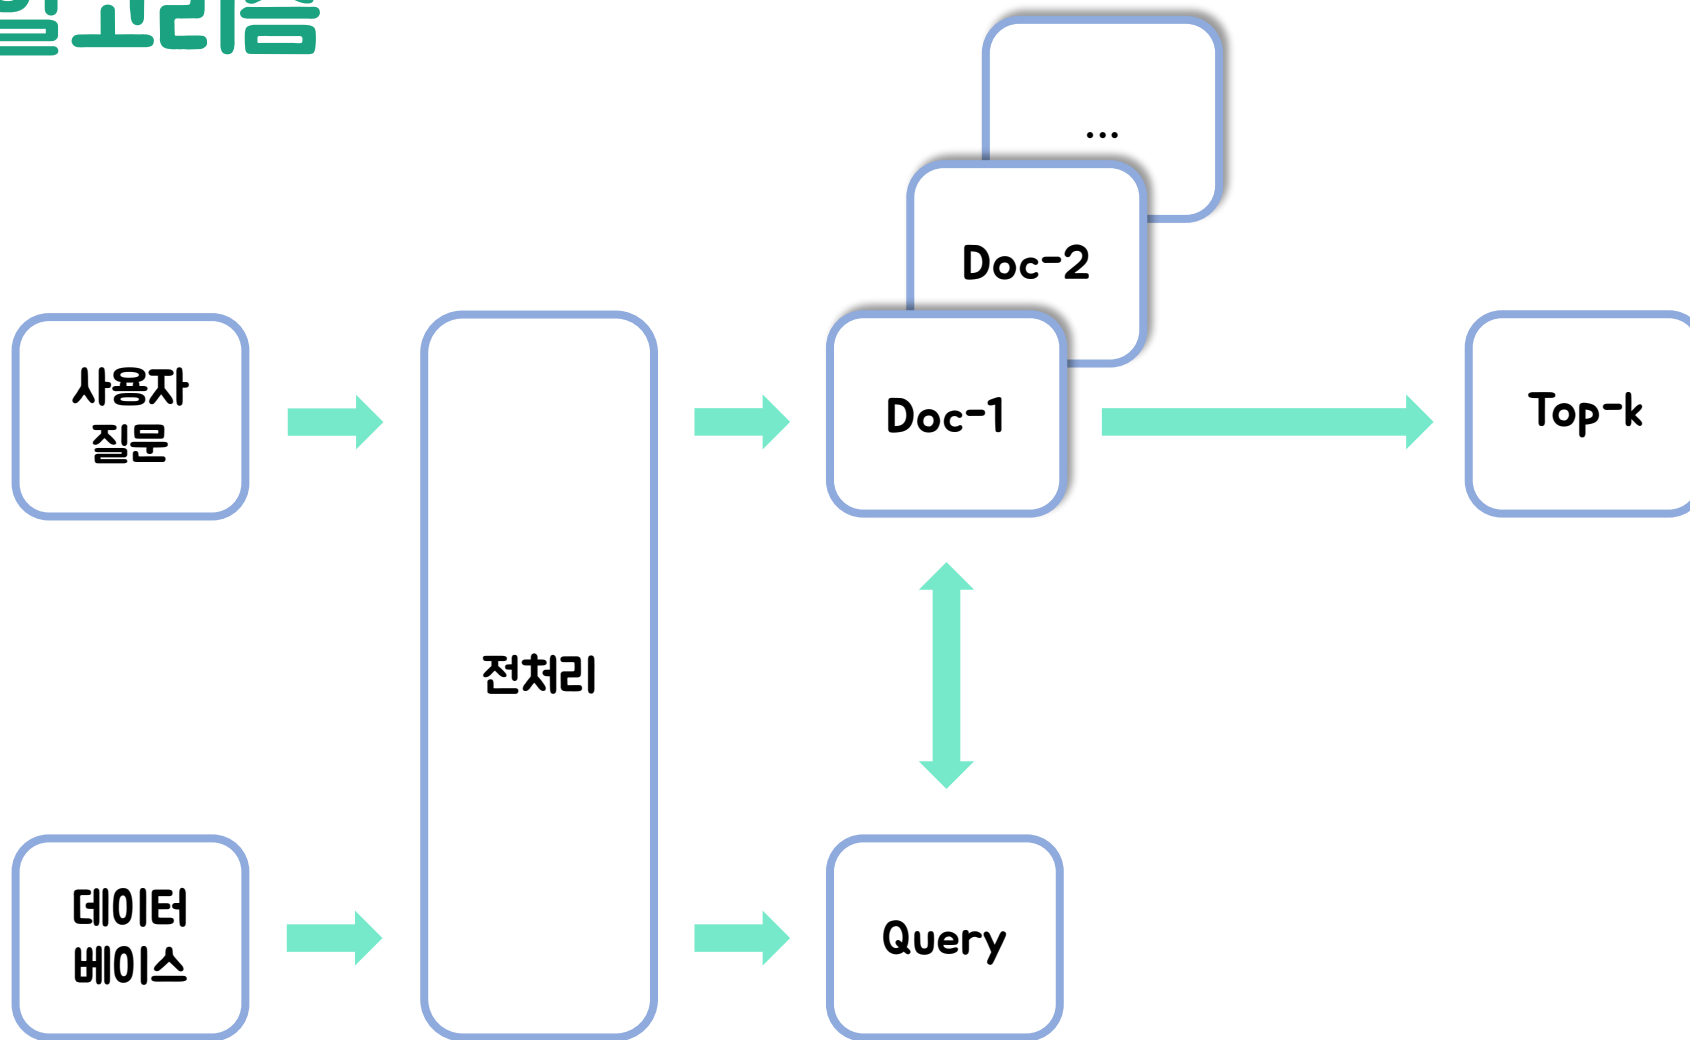 알고리즘
...
Doc-2
사용자
질문
Doc-1
Top-k
전처리
데이터
베이스
Query